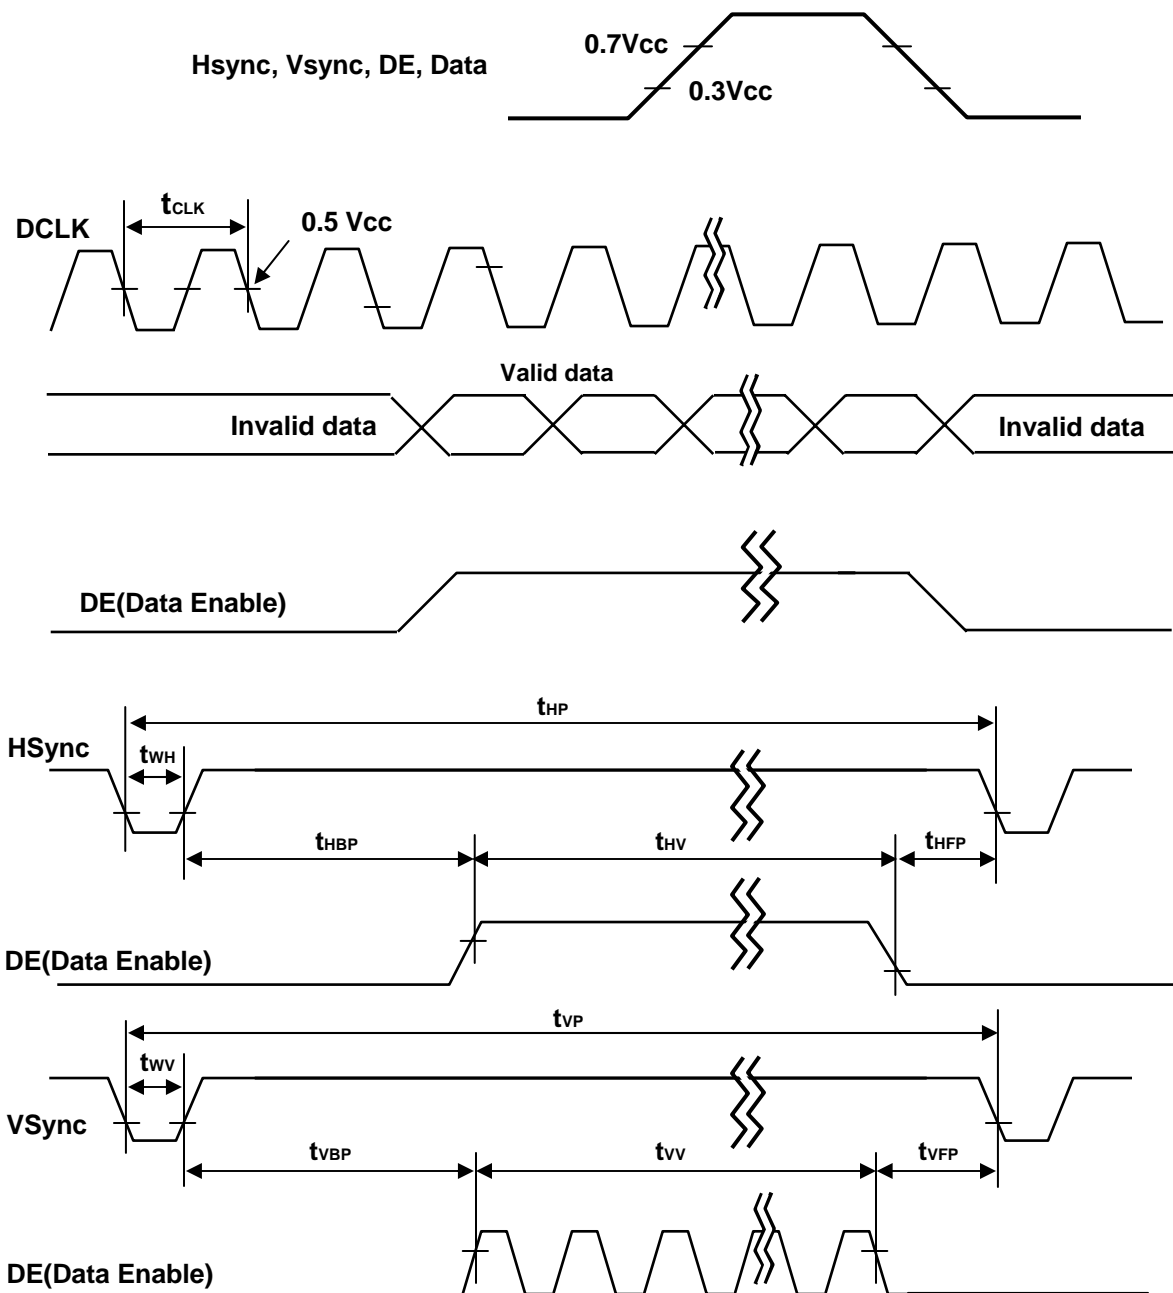 0.7Vcc
Hsync, Vsync, DE, Data
0.3Vcc
tCLK
DCLK
0.5 Vcc
Valid data
Invalid data
Invalid data
DE(Data Enable)
tHP
HSync
tWH
tHBP
tHV
tHFP
DE(Data Enable)
tVP
tWV
VSync
tVBP
tVV
tVFP
DE(Data Enable)